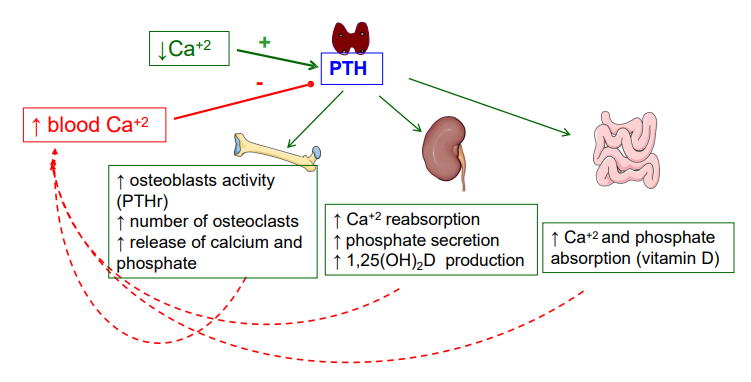 ↓Ca+2
+
PTH
-
↑ blood Ca+2
↑ osteoblasts activity
(PTHr)
↑ number of osteoclasts
↑ release of calcium and
phosphate
↑ Ca+2 reabsorption
↑ phosphate secretion
↑ 1,25(OH)2D production
↑ Ca+2 and phosphate
absorption (vitamin D)